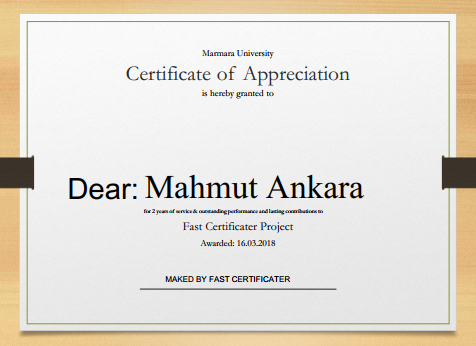 Marmara University
Certificate of Appreciation
is hereby granted to
Dear: Mahmut Ankara
for 2 years of service & outstanding performance and lasting contributions to
Fast Certificater Project
Awarded: 16.03.2018
MAKED BY FAST CERTIFICATER